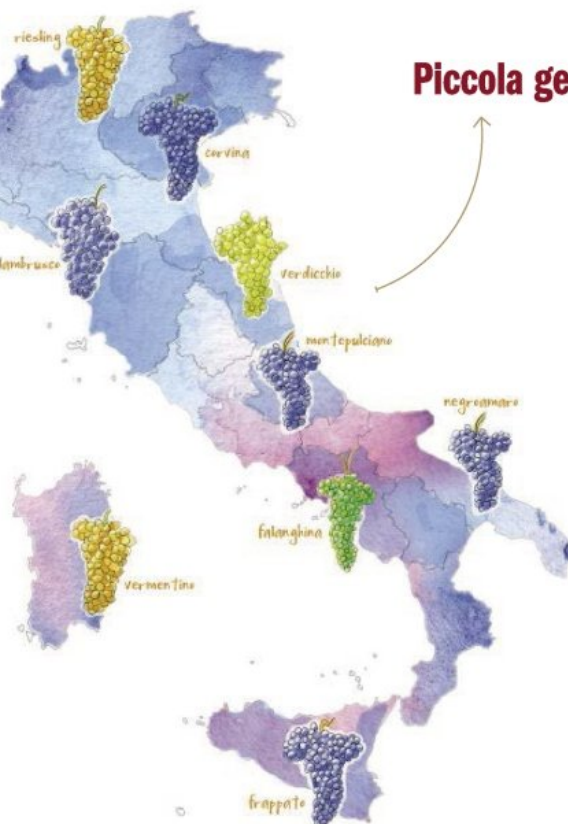 riesling
Piccola ge
corvina
lambrusco
verdicchio
montepulciano
negroamaro
falanghina
vermentino
frappato